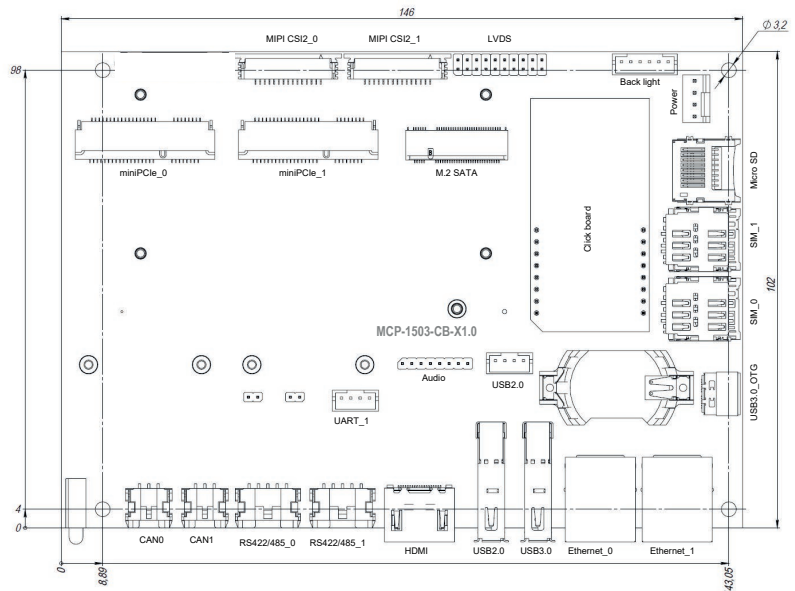 146
Φ3,2
MIPI CSI2_0
MIPI CSI2_1
LVDS
98
Back light
Power
miniPCIe_0
miniPCIe_1
M.2 SATA
Micro SD
Click board
SIM_1
102
SIM_0
MCP-1503-CB-X1.0
Audio
USB2.0
USB3.0_OTG
UART_1
4
0
CAN0
CAN1
RS422/485_0
RS422/485_1
HDMI
USB2.0
USB3.0
Ethernet_0
Ethernet_1
0
8,89
43,05